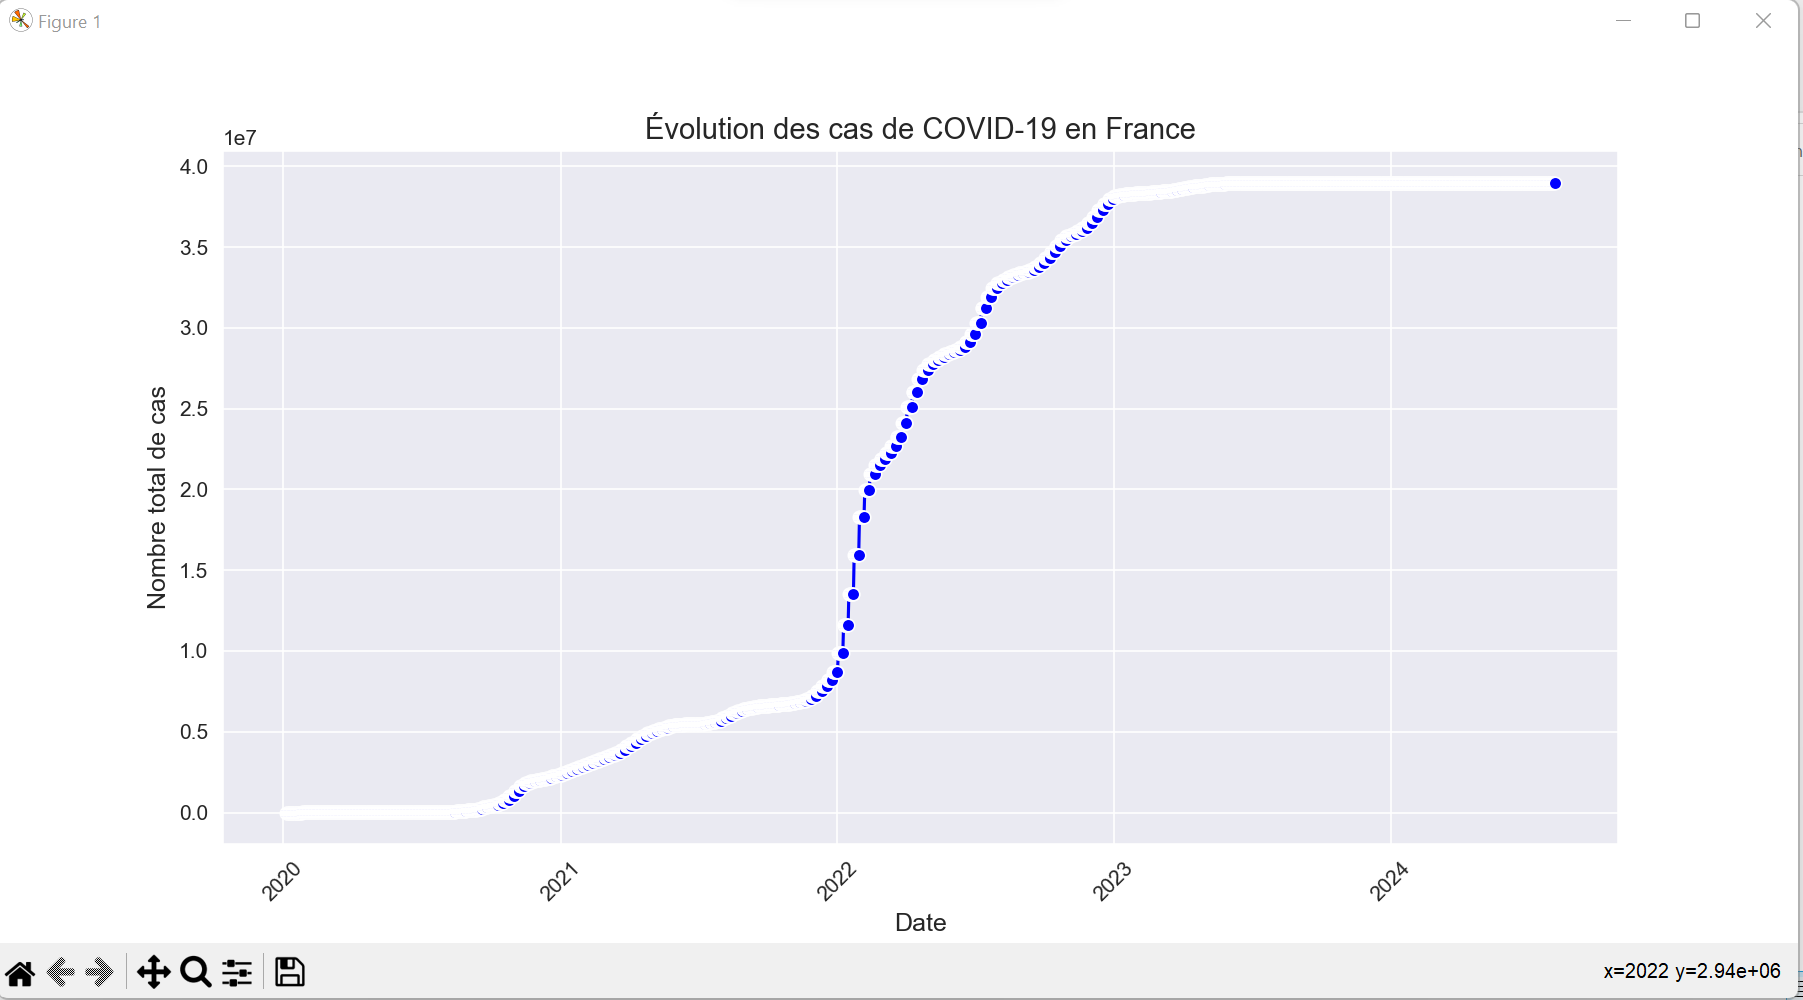 Figure 1
Évolution des cas de COVID-19 en France
1e7
4.0
3.5
3.0
2.5
2.0
1.5
1.0
0.5
0.0
Nombre total de cas
2020
2021
2022
2023
2024
Date
x=2022 y=2.94e+06